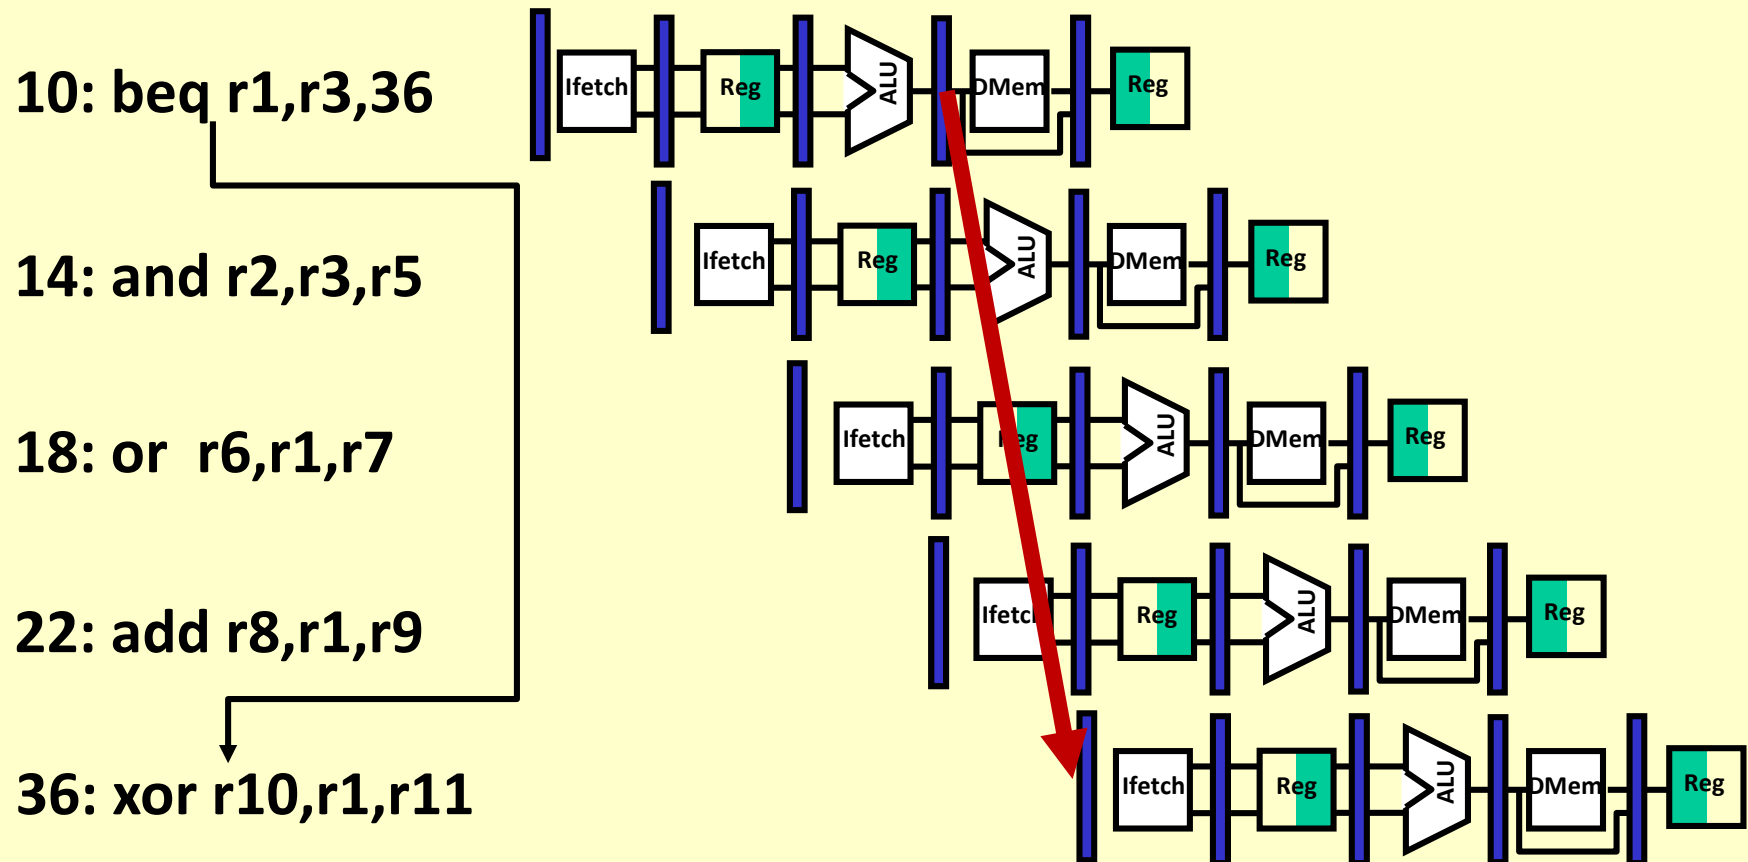 10: beq r1,r3,36
Ifetch Reg ALU DMem Reg
14: and r2,r3,r5
Ifetch Reg ALU DMem Reg
18: or r6,r1,r7
Ifetch Reg ALU DMem Reg
22: add r8,r1,r9
Ifetch Reg ALU DMem Reg
36: xor r10,r1,r11
Ifetch Reg ALU DMem Reg